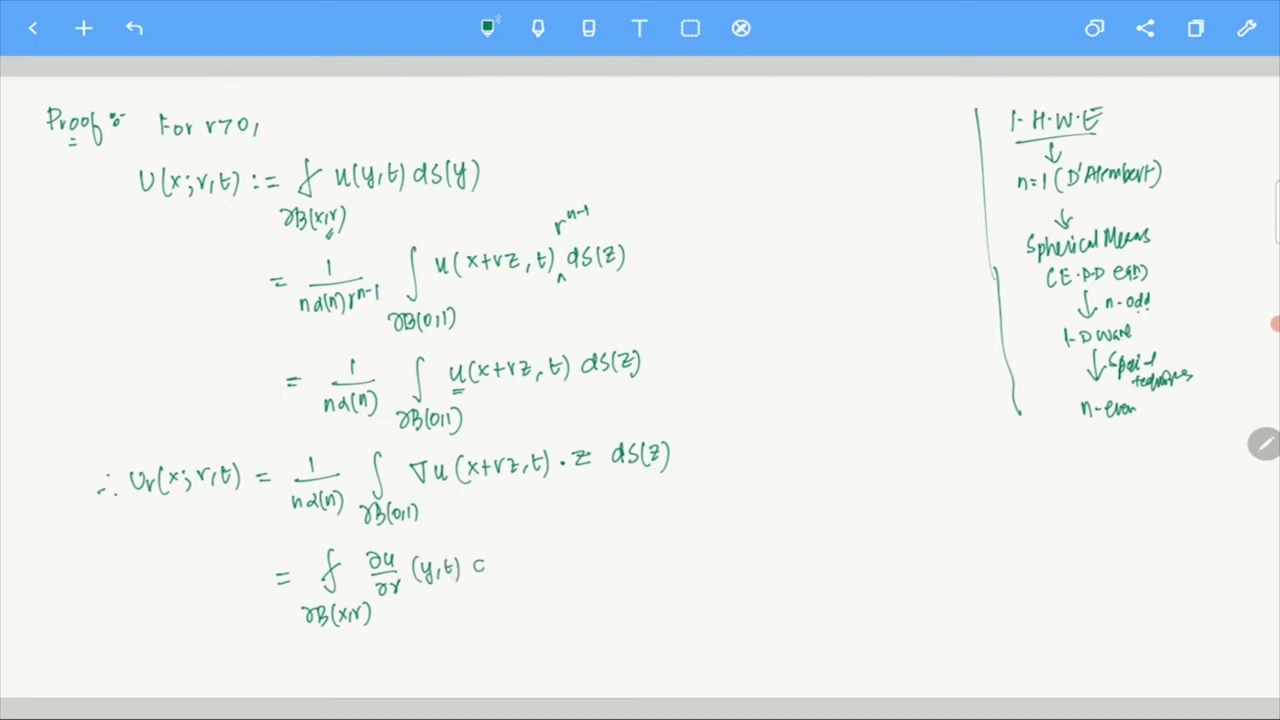 Proof :- For r>0,
U(x;r,t) := ⨍_{∂B(x,r)} u(y,t) ds(y)
= 1/(nα(n)r^{n-1}) ∫_{∂B(0,1)} u(x+rz,t) ‸ r^{n-1} ds(z)
= 1/(nα(n)) ∫_{∂B(0,1)} u(x+rz,t) ds(z)
∴ U_r(x;r,t) = 1/(nα(n)) ∫_{∂B(0,1)} ∇u(x+rz,t)·z ds(z)
= ⨍_{∂B(x,r)} ∂u/∂γ (y,t) d
I-H.W.E
↓
n=1 (D'Alembert)
↓
Spherical Means
(E.P.D eqn)
↓ n-odd
1-D wave
↓
n-even